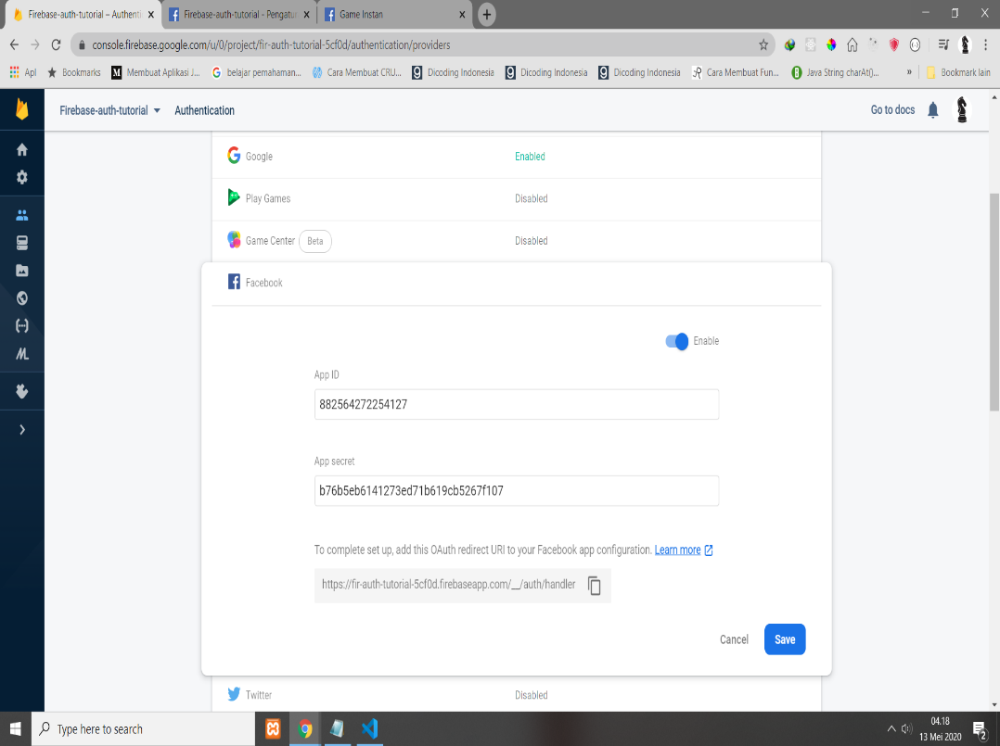 Firebase-auth-tutorial – Authenti
Firebase-auth-tutorial - Pengatu
Game Instan
console.firebase.google.com/u/0/project/fir-auth-tutorial-5cf0d/authentication/providers
Apl
Bookmarks
Membuat Aplikasi J...
belajar pemahaman...
Cara Membuat CRU...
Dicoding Indonesia
Dicoding Indonesia
Dicoding Indonesia
Cara Membuat Fun...
Java String charAt()...
»
Bookmark lain
Firebase-auth-tutorial
Authentication
Go to docs
Google
Enabled
Play Games
Disabled
Game Center
Beta
Disabled
Facebook
Enable
App ID
882564272254127
App secret
b76b5eb6141273ed71b619cb5267f107
To complete set up, add this OAuth redirect URI to your Facebook app configuration. Learn more
https://fir-auth-tutorial-5cf0d.firebaseapp.com/__/auth/handler
Cancel
Save
Twitter
Disabled
Type here to search
04.18
13 Mei 2020
2